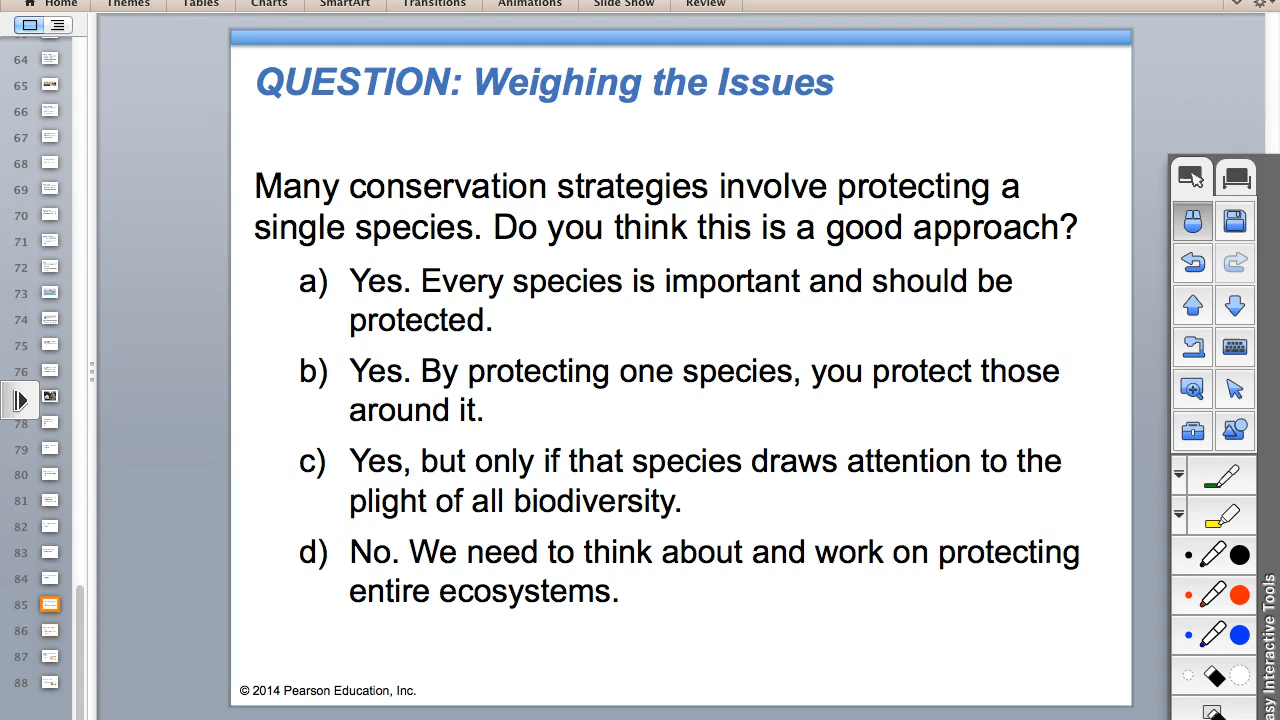 Home Themes Tables Charts SmartArt Transitions Animations Slide Show Review
64
65
66
67
68
69
70
71
72
73
74
75
76
78
79
80
81
82
83
84
85
86
87
88
QUESTION: Weighing the Issues
Many conservation strategies involve protecting a
single species. Do you think this is a good approach?
a) Yes. Every species is important and should be
protected.
b) Yes. By protecting one species, you protect those
around it.
c) Yes, but only if that species draws attention to the
plight of all biodiversity.
d) No. We need to think about and work on protecting
entire ecosystems.
© 2014 Pearson Education, Inc.
Interactive Tools